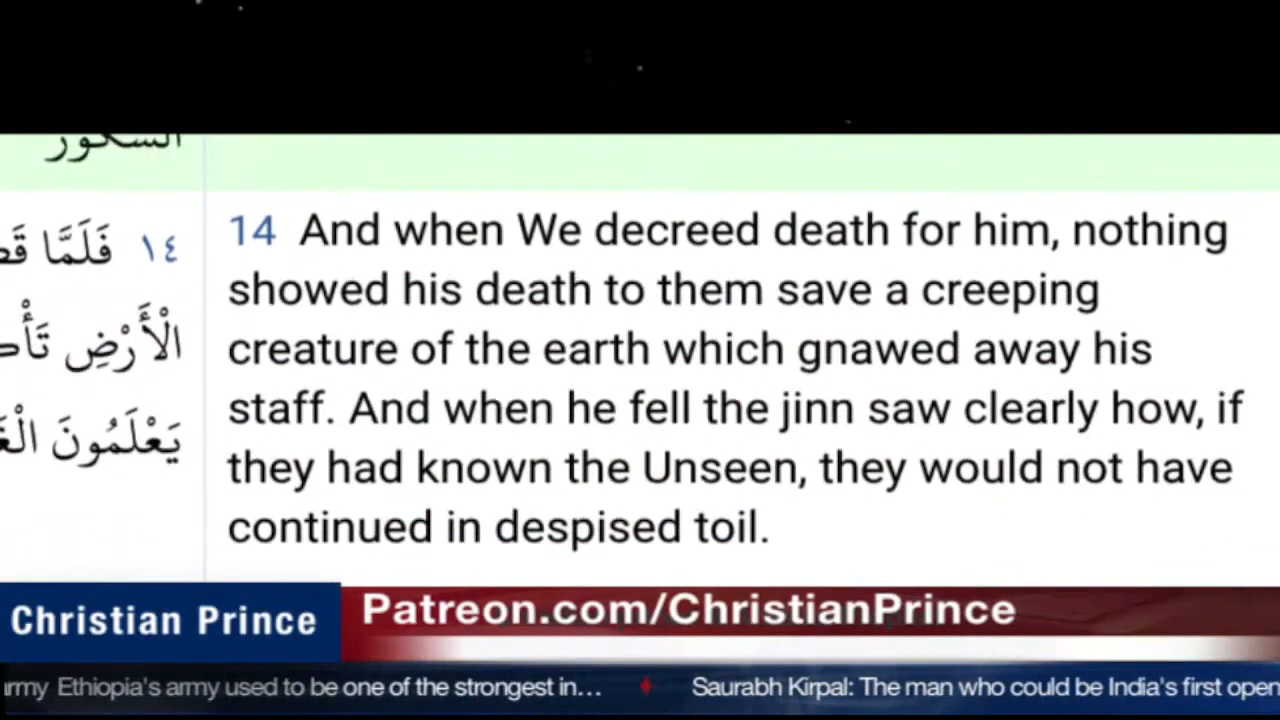 السكور
١٤ فَلَمَّا
14 And when We decreed death for him, nothing
showed his death to them save a creeping
الْأَرْضِ
creature of the earth which gnawed away his
staff. And when he fell the jinn saw clearly how, if
يَعْلَمُونَ
they had known the Unseen, they would not have
continued in despised toil.
Christian Prince
Patreon.com/ChristianPrince
Ethiopia's army used to be one of the strongest in...
Saurabh Kirpal: The man who could be India's first open